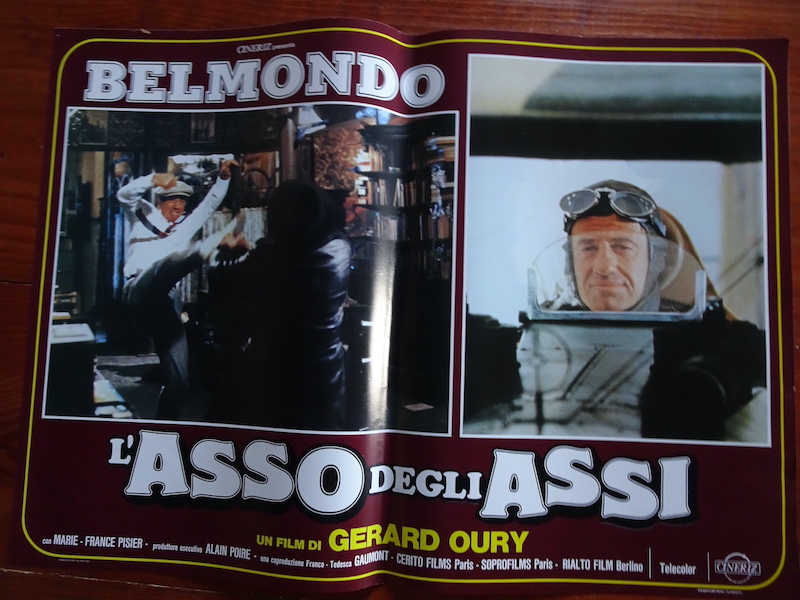 CINERIZ presenta
BELMONDO
L'ASSO DEGLI ASSI
UN FILM DI GERARD OURY
con MARIE - FRANCE PISIER - produttore esecutivo ALAIN POIRE - una coproduzione Franco - Tedesca GAUMONT - CERITO FILMS Paris - SOPROFILMS Paris - RIALTO FILM Berlino
Telecolor
CINERIZ